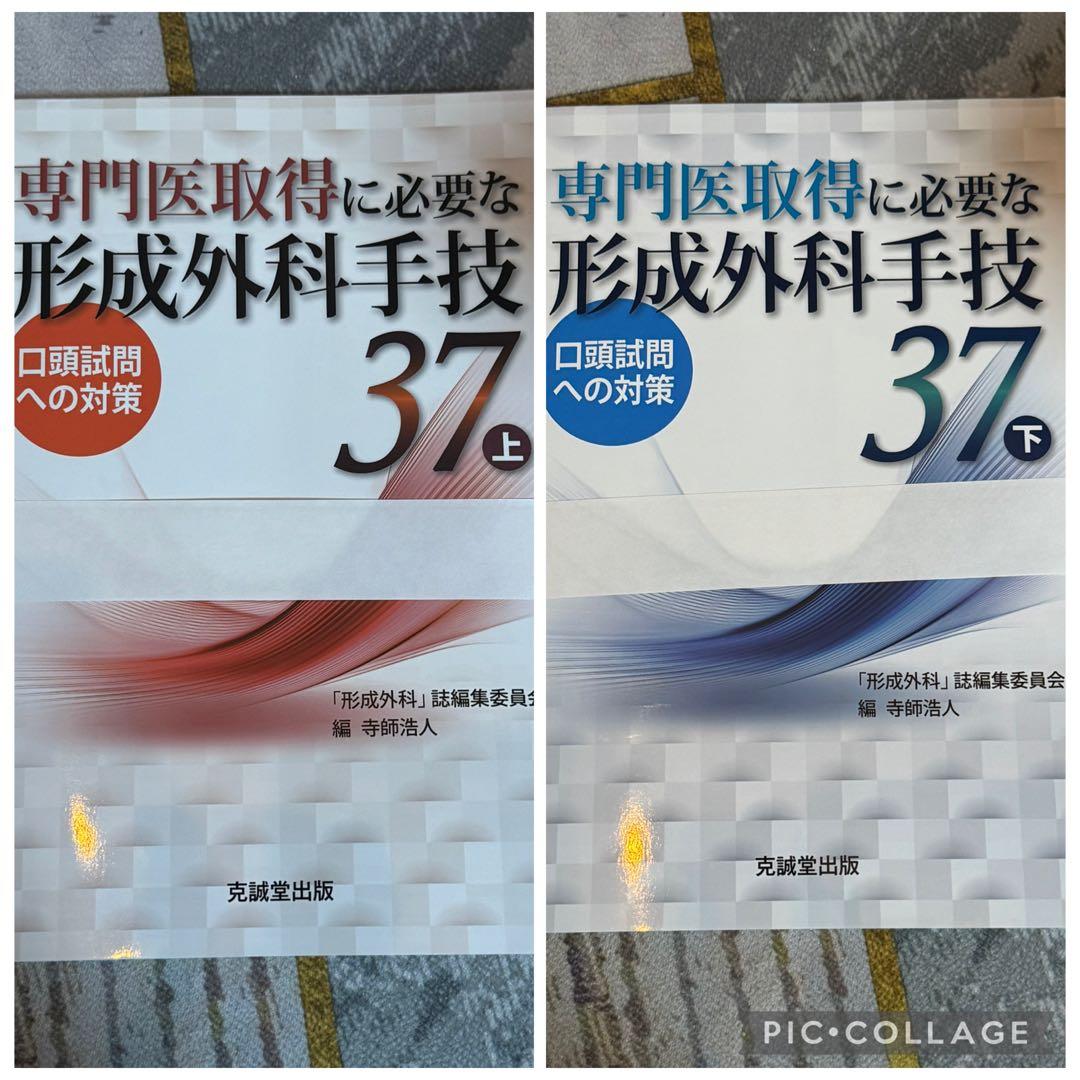 専門医取得に必要な
形成外科手技
37 上
口頭試問
への対策
「形成外科」誌編集委員会
編 寺師浩人
克誠堂出版
専門医取得に必要な
形成外科手技
37 下
口頭試問
への対策
「形成外科」誌編集委員会
編 寺師浩人
克誠堂出版
PIC•COLLAGE